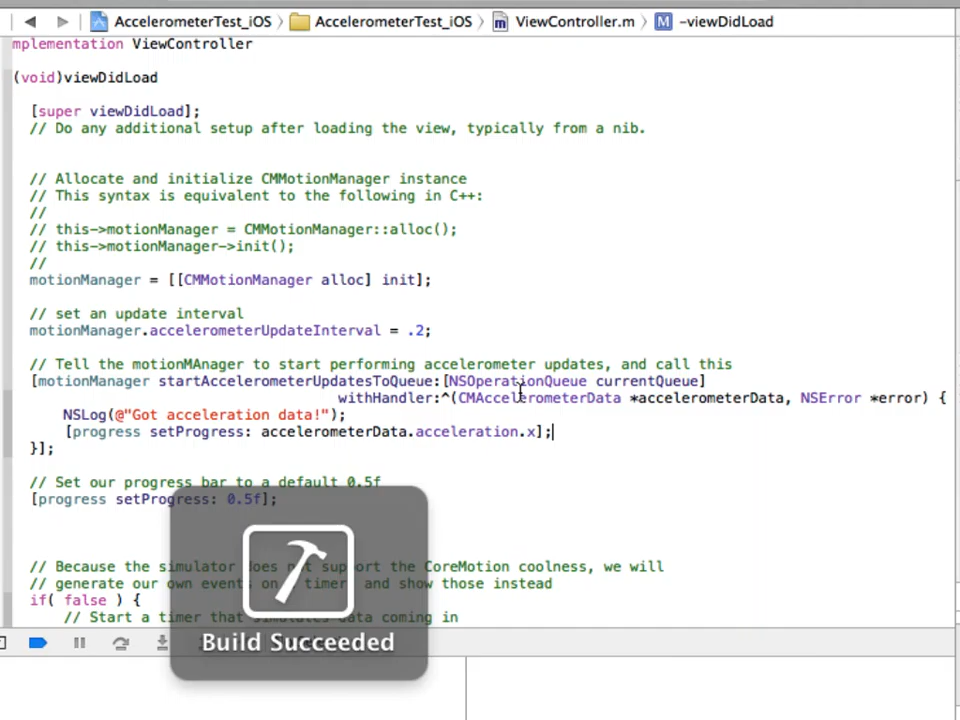 AccelerometerTest_iOS AccelerometerTest_iOS ViewController.m M -viewDidLoad
mplementation ViewController
(void)viewDidLoad
[super viewDidLoad];
// Do any additional setup after loading the view, typically from a nib.
// Allocate and initialize CMMotionManager instance
// This syntax is equivalent to the following in C++:
//
// this->motionManager = CMMotionManager::alloc();
// this->motionManager->init();
//
motionManager = [[CMMotionManager alloc] init];
// set an update interval
motionManager.accelerometerUpdateInterval = .2;
// Tell the motionMAnager to start performing accelerometer updates, and call this
[motionManager startAccelerometerUpdatesToQueue:[NSOperationQueue currentQueue]
withHandler:^(CMAccelerometerData *accelerometerData, NSError *error) {
NSLog(@"Got acceleration data!");
[progress setProgress: accelerometerData.acceleration.x];
}];
// Set our progress bar to a default 0.5f
[progress setProgress: 0.5f];
// Because the simulator does not support the CoreMotion coolness, we will
// generate our own events on a timer and show those instead
if( false ) {
// Start a timer that simulates data coming in
Build Succeeded